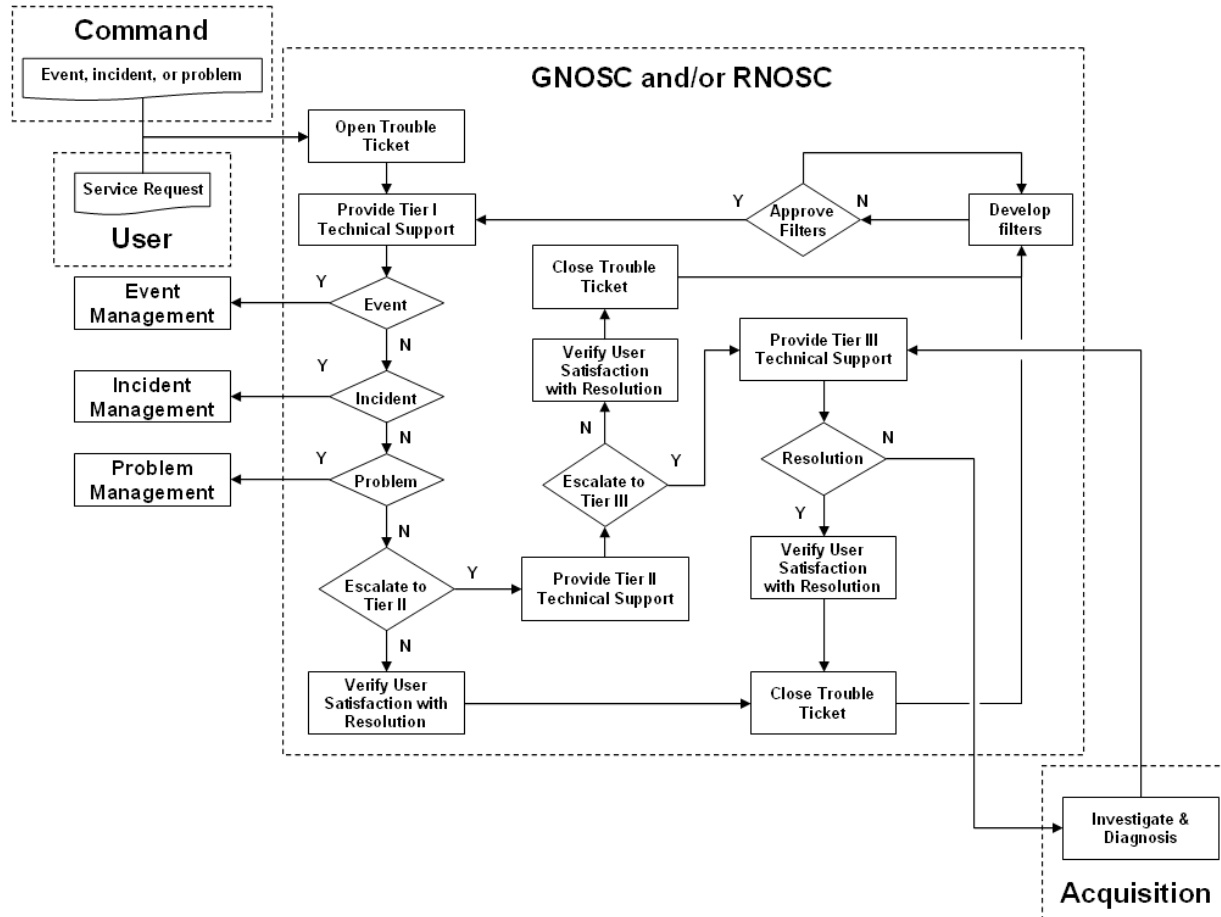 Command
Event, incident, or problem
GNOSC and/or RNOSC
Open Trouble
Ticket
Service Request
User
Provide Tier I
Technical Support
Y
Approve
Filters
N
Develop
filters
Close Trouble
Ticket
Event
Management
Y
Event
N
Provide Tier III
Technical Support
Verify User
Satisfaction
with Resolution
Incident
Management
Y
Incident
N
N
Escalate to
Tier III
Y
Resolution
N
Y
Problem
Management
Y
Problem
N
Escalate to
Tier II
Y
Provide Tier II
Technical Support
Verify User
Satisfaction
with Resolution
N
Verify User
Satisfaction with
Resolution
Close Trouble
Ticket
Investigate &
Diagnosis
Acquisition